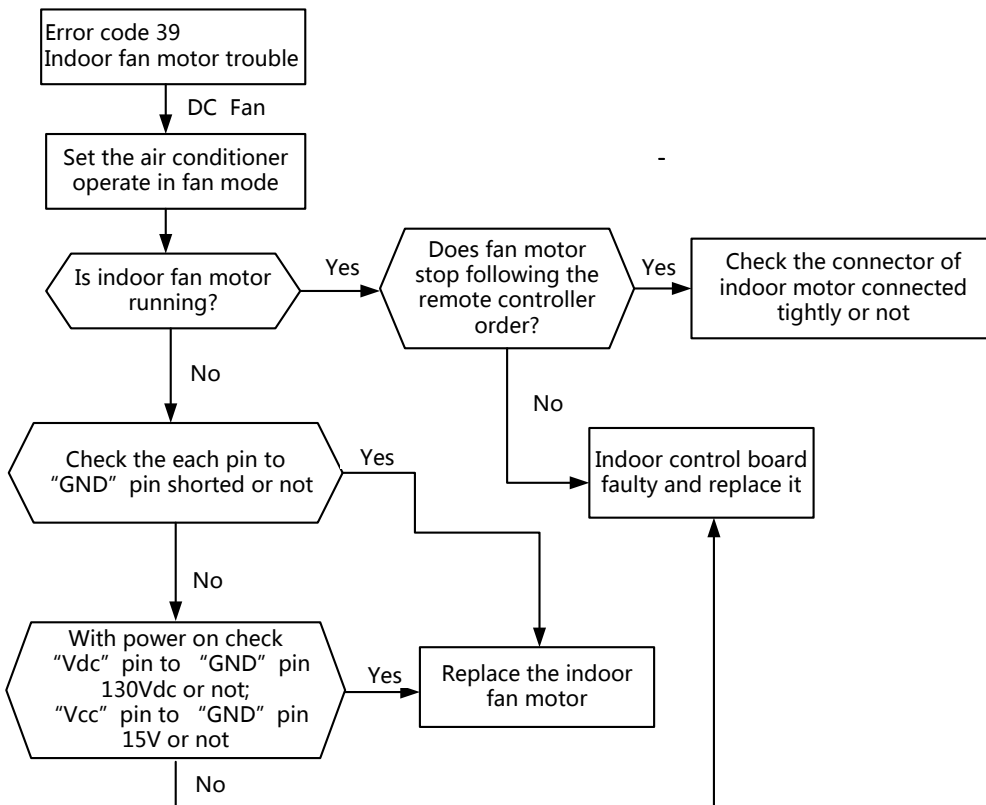 Error code 39
Indoor fan motor trouble
DC Fan
Set the air conditioner
operate in fan mode
-
Is indoor fan motor
running?
Yes
Does fan motor
stop following the
remote controller
order?
Yes
Check the connector of
indoor motor connected
tightly or not
No
No
Check the each pin to
“GND” pin shorted or not
Yes
Indoor control board
faulty and replace it
No
With power on check
“Vdc” pin to “GND” pin
130Vdc or not;
“Vcc” pin to “GND” pin
15V or not
Yes
Replace the indoor
fan motor
No